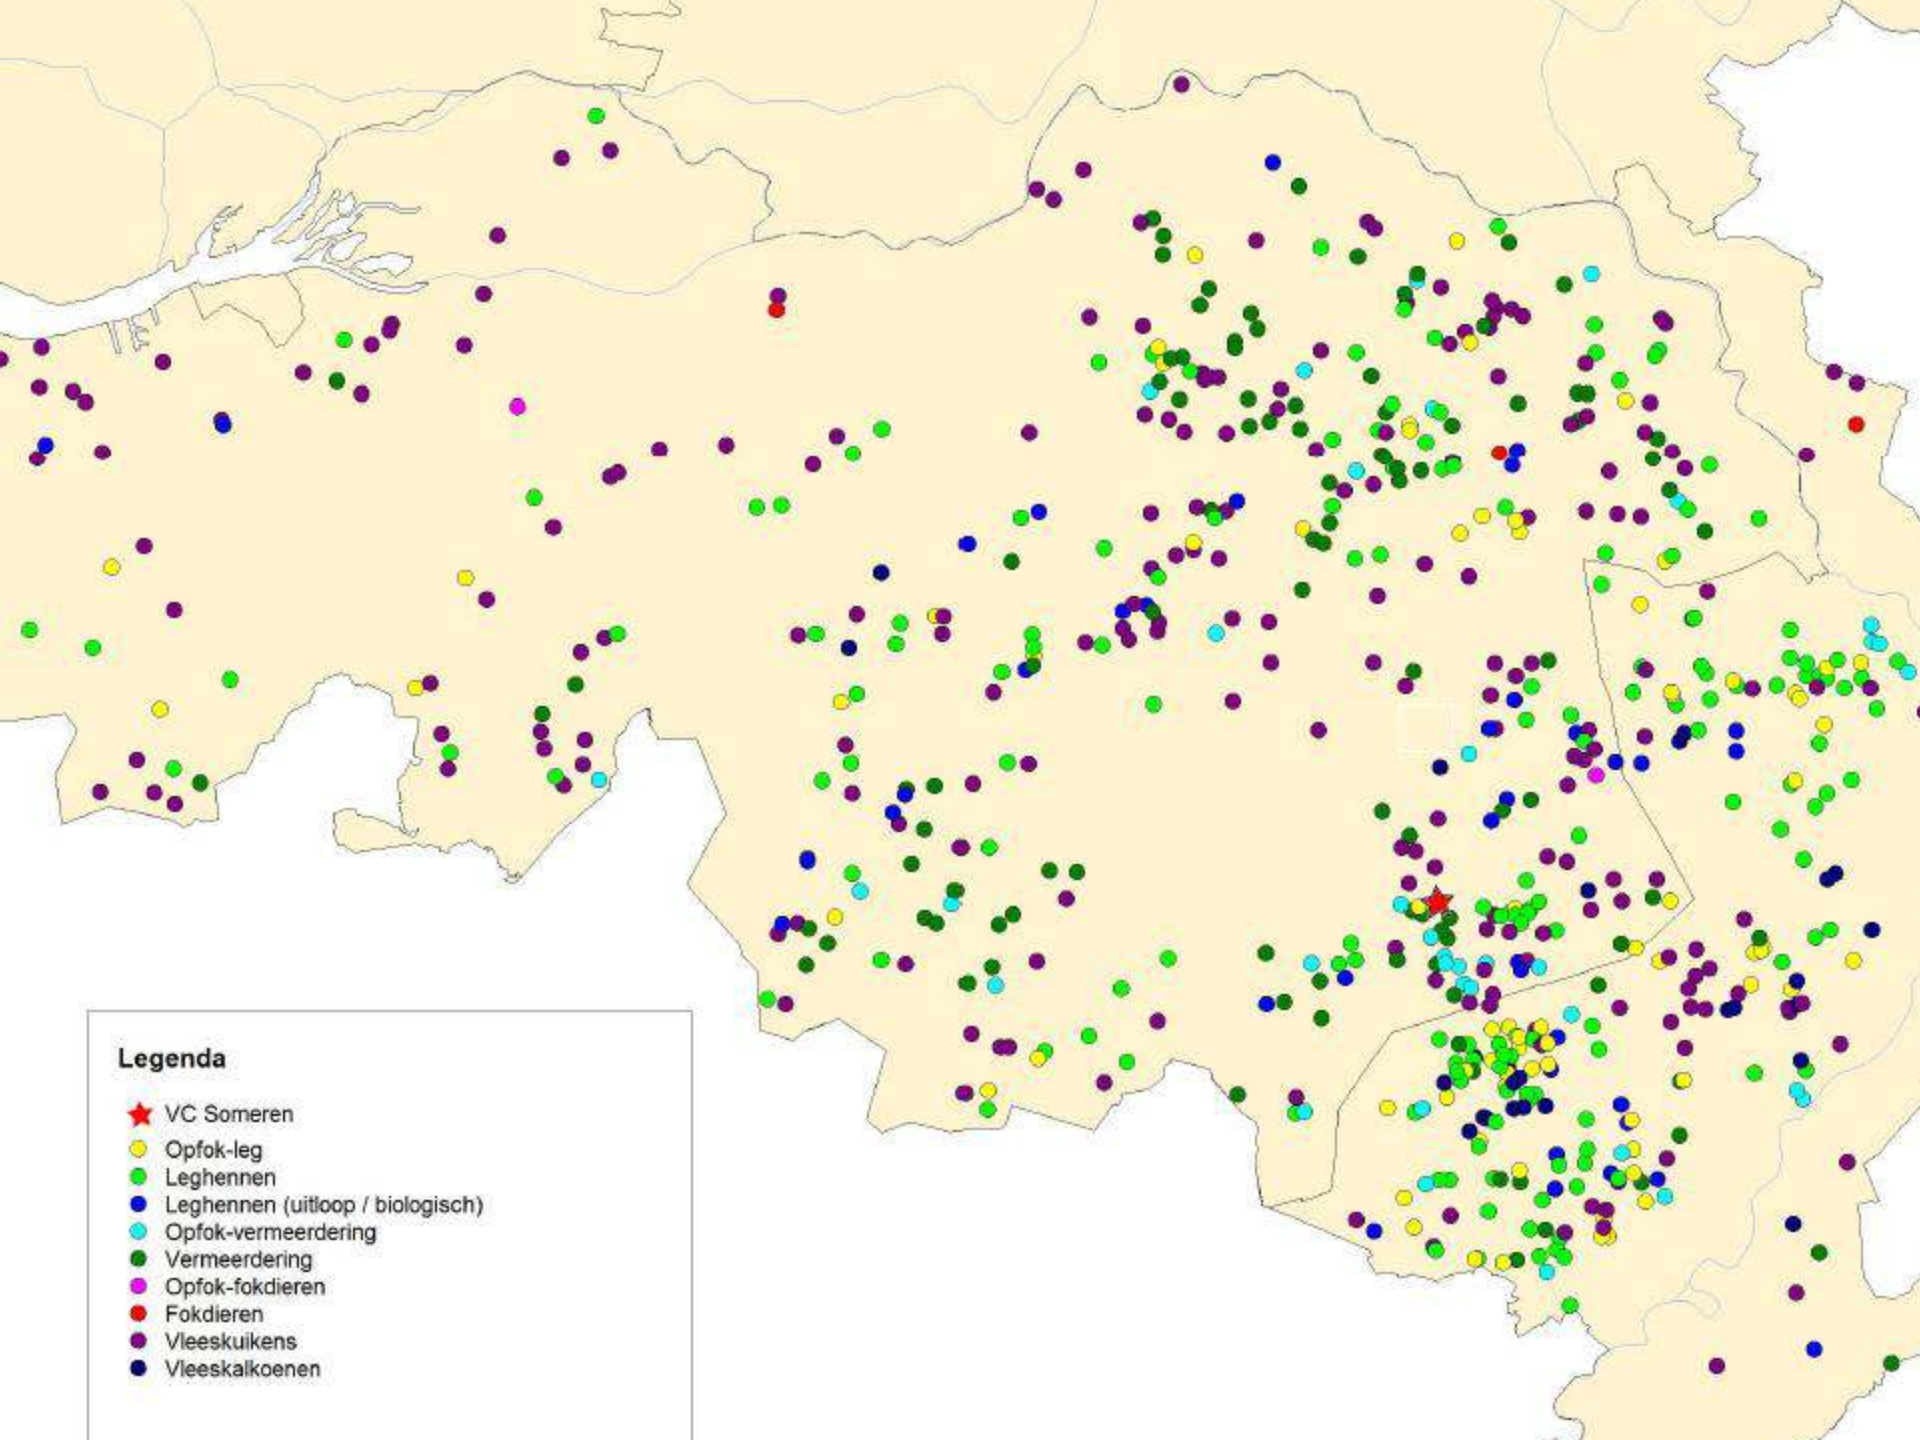 Legenda
VC Someren
Opfok-leg
Leghennen
Leghennen (uitloop / biologisch)
Opfok-vermeerdering
Vermeerdering
Opfok-fokdieren
Fokdieren
Vleeskuikens
Vleeskalkoenen